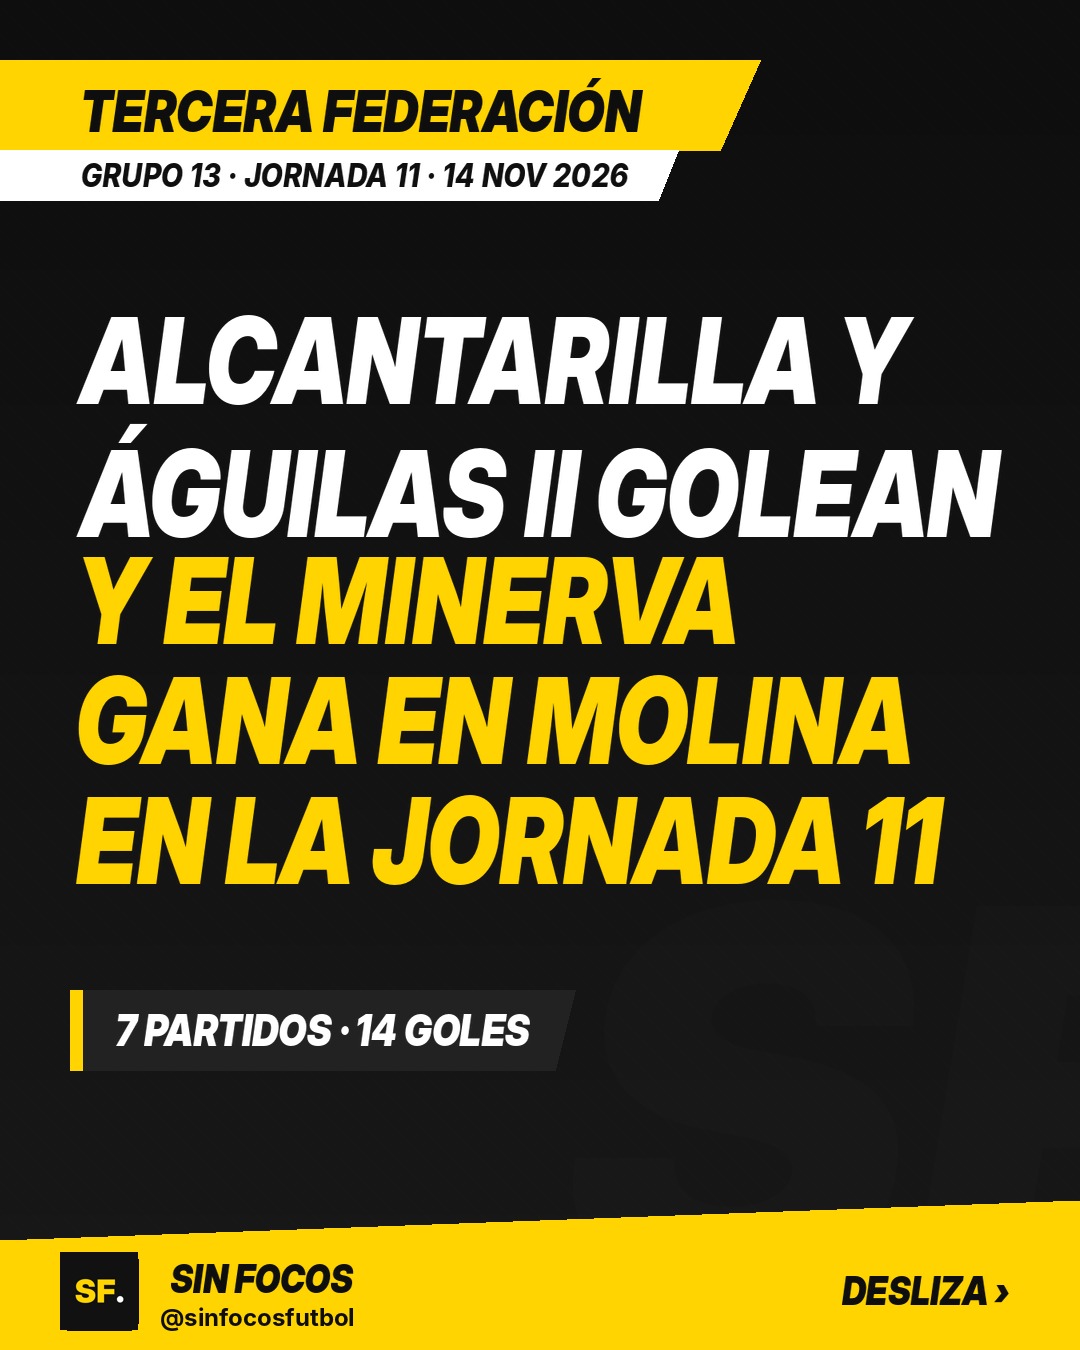 TERCERA FEDERACIÓN
GRUPO 13 · JORNADA 11 · 14 NOV 2026
ALCANTARILLA Y
ÁGUILAS II GOLEAN
Y EL MINERVA
GANA EN MOLINA
EN LA JORNADA 11
7 PARTIDOS · 14 GOLES
SF
SF.
SIN FOCOS
@sinfocosfutbol
DESLIZA ›